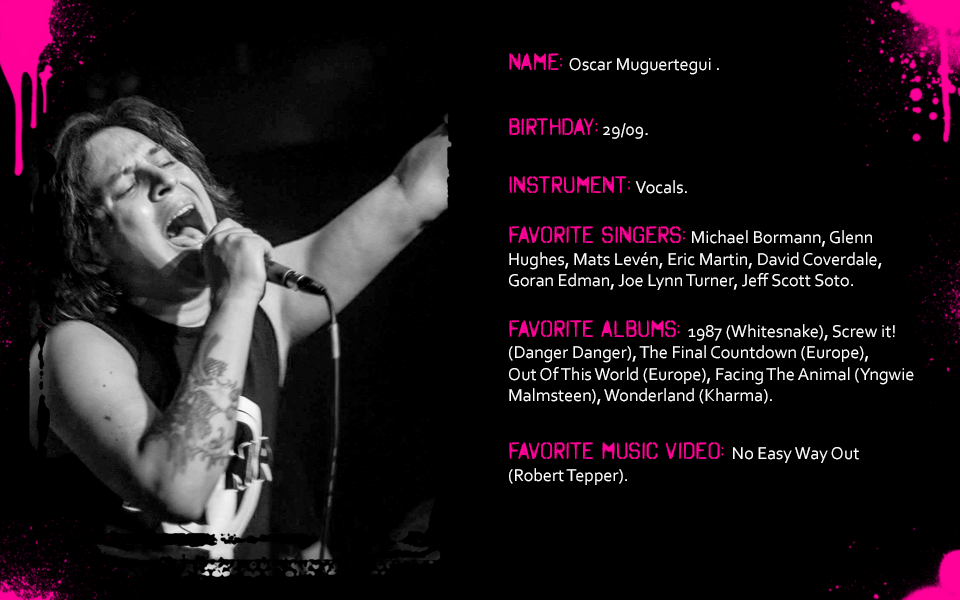 NAME: Oscar Muguertegui .
BIRTHDAY: 29/09.
INSTRUMENT: Vocals.
FAVORITE SINGERS: Michael Bormann, Glenn
Hughes, Mats Levén, Eric Martin, David Coverdale,
Goran Edman, Joe Lynn Turner, Jeff Scott Soto.
FAVORITE ALBUMS: 1987 (Whitesnake), Screw it!
(Danger Danger), The Final Countdown (Europe),
Out Of This World (Europe), Facing The Animal (Yngwie
Malmsteen), Wonderland (Kharma).
FAVORITE MUSIC VIDEO: No Easy Way Out
(Robert Tepper).